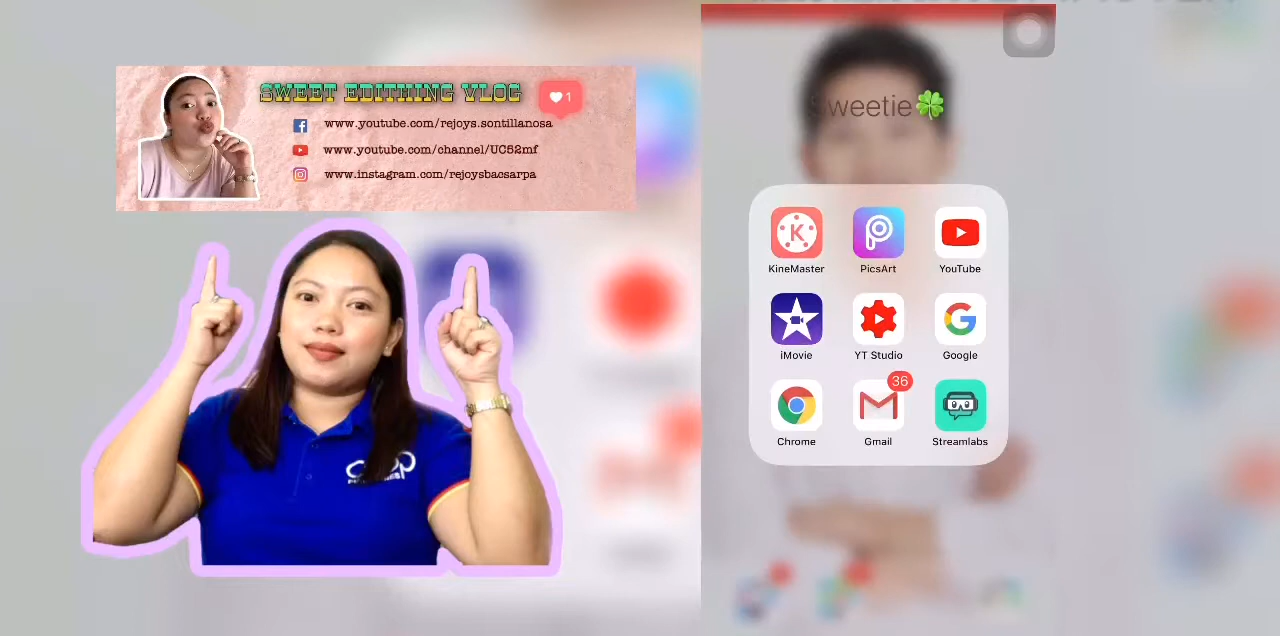 SWEET EDITHING VLOG
1
www.youtube.com/rejoys.sontillanosa
www.youtube.com/channel/UC52mf
www.instagram.com/rejoysbacsarpa
Sweetie
KineMaster
PicsArt
YouTube
iMovie
YT Studio
Google
36
Chrome
Gmail
Streamlabs